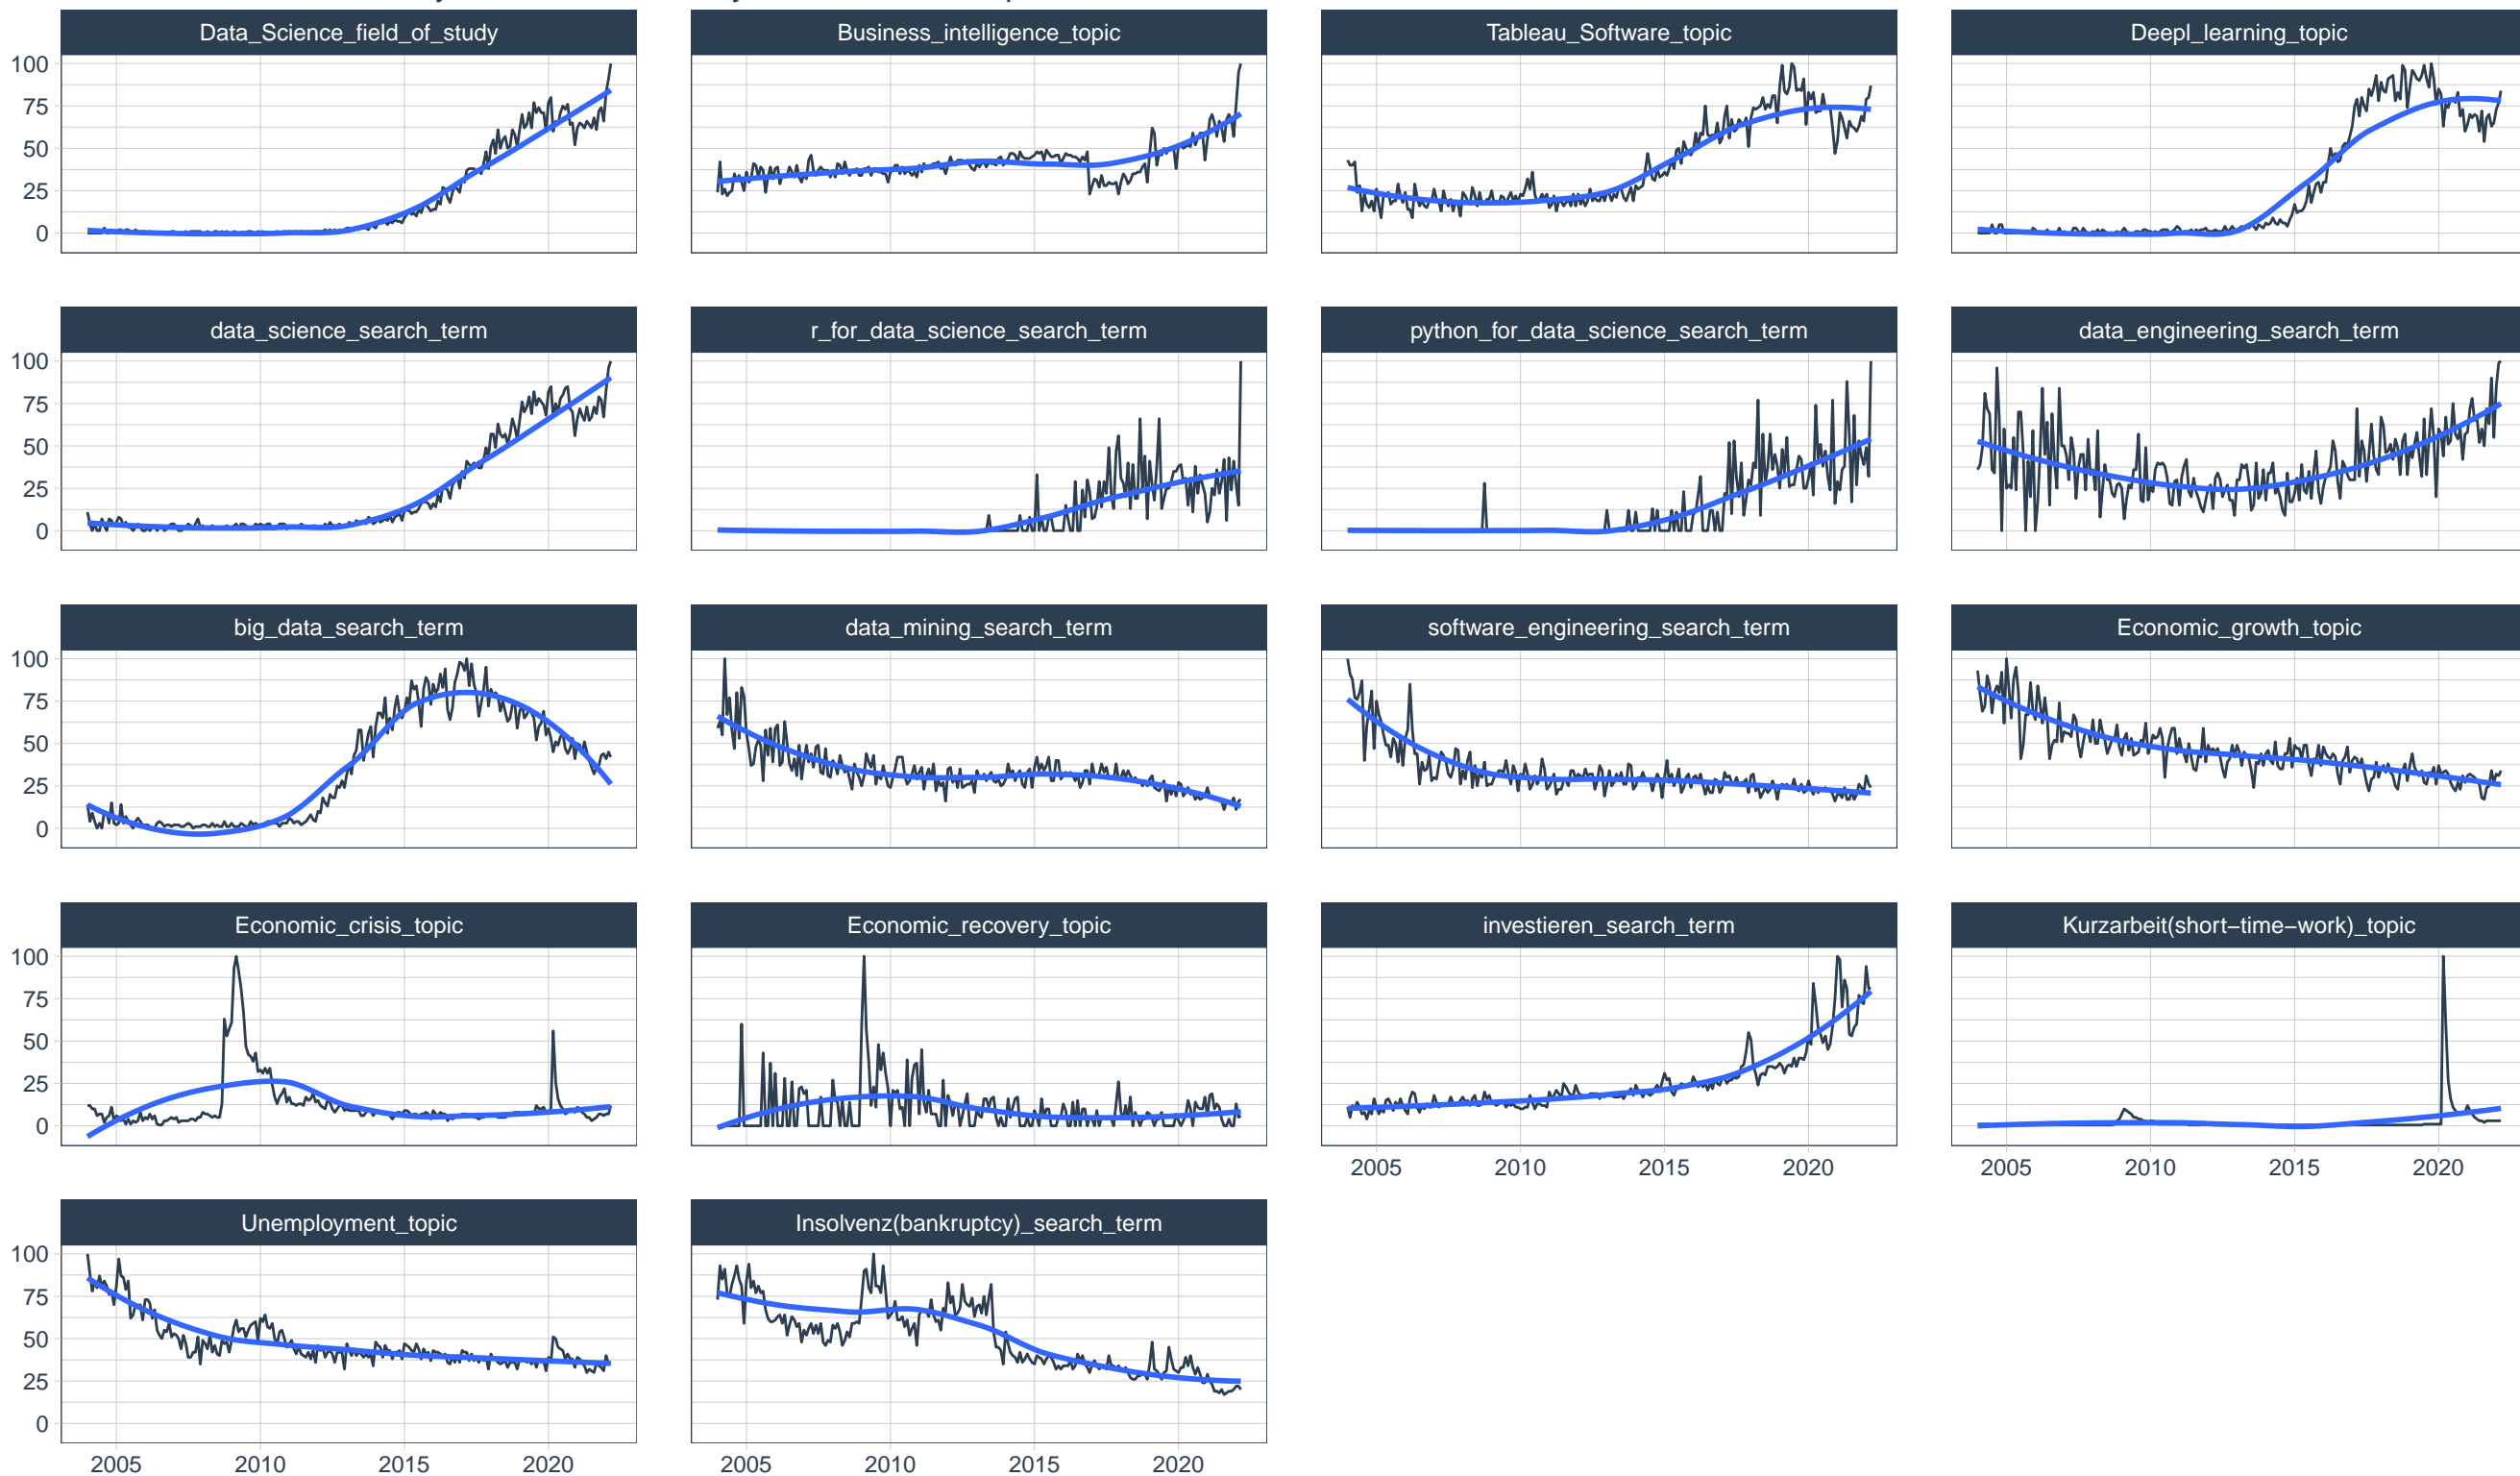 Data_Science_field_of_study
Business_intelligence_topic
Tableau_Software_topic
Deepl_learning_topic
100
75
50
25
0
data_science_search_term
r_for_data_science_search_term
python_for_data_science_search_term
data_engineering_search_term
100
75
50
25
0
big_data_search_term
data_mining_search_term
software_engineering_search_term
Economic_growth_topic
100
75
50
25
0
Economic_crisis_topic
Economic_recovery_topic
investieren_search_term
Kurzarbeit(short−time−work)_topic
100
75
50
25
0
2005 2010 2015 2020
2005 2010 2015 2020
Unemployment_topic
Insolvenz(bankruptcy)_search_term
100
75
50
25
0
2005 2010 2015 2020
2005 2010 2015 2020